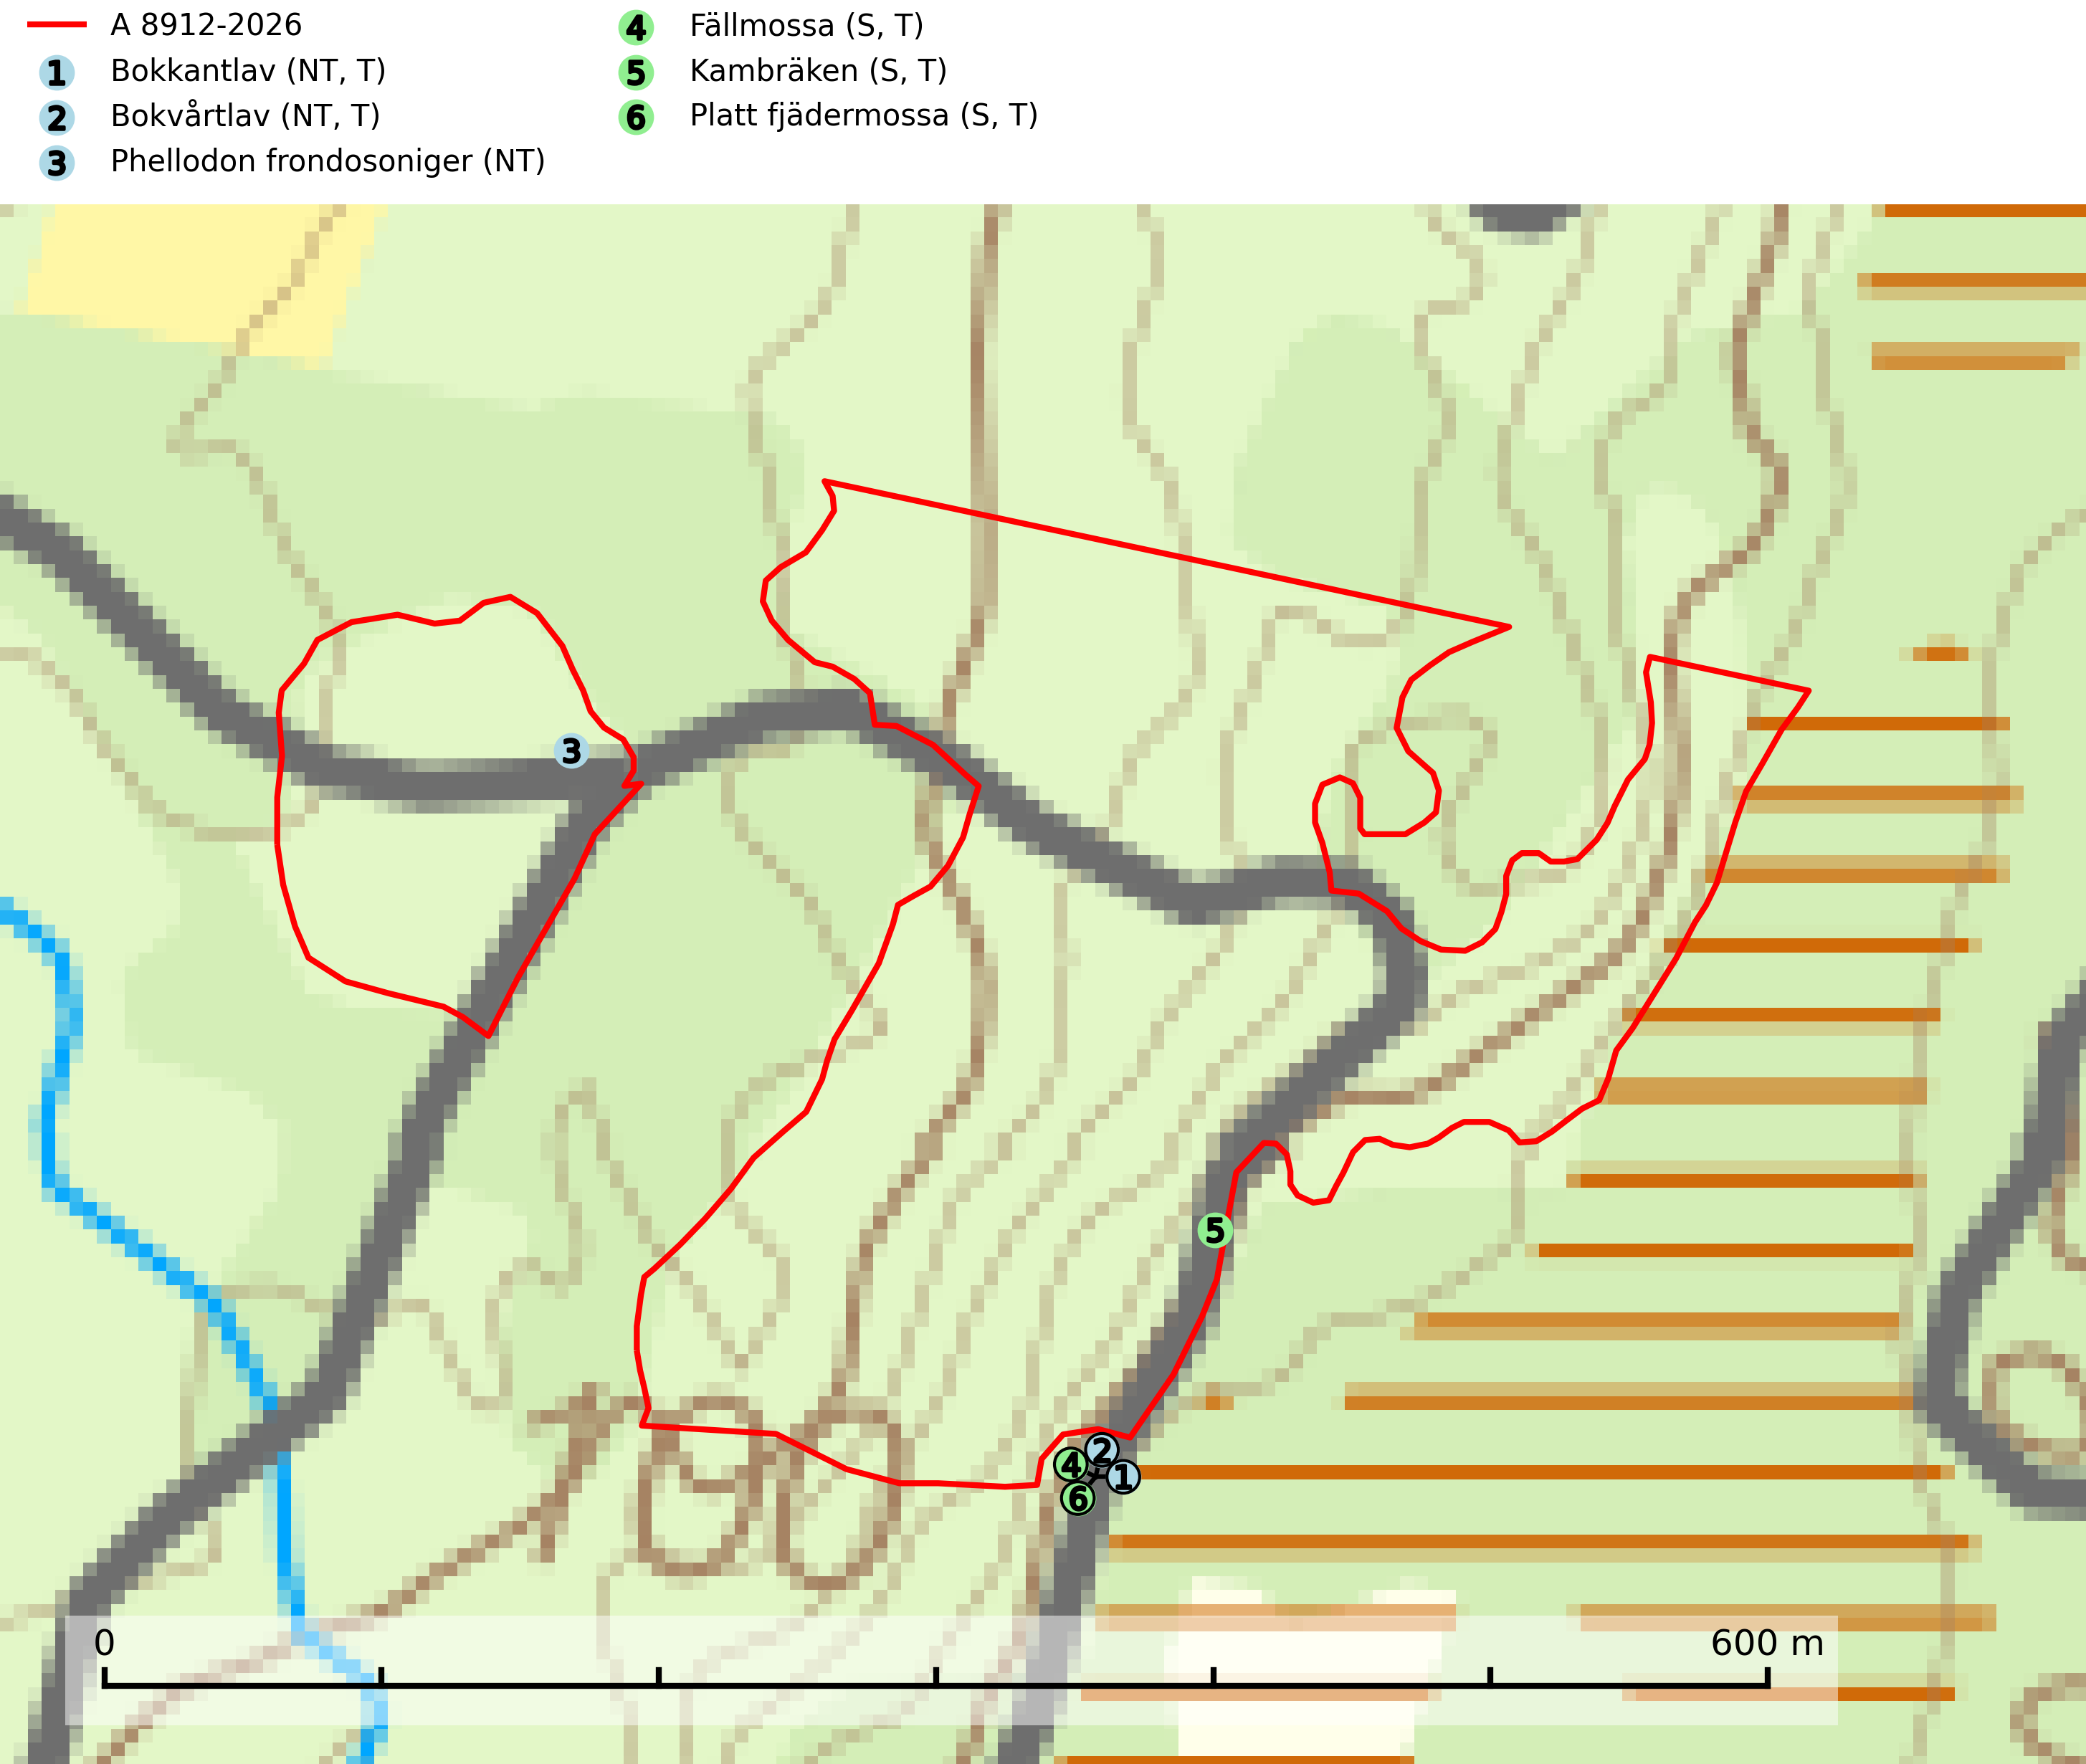 A 8912-2026
1 Bokkantlav (NT, T)
2 Bokvårtlav (NT, T)
3 Phellodon frondosoniger (NT)
4 Fällmossa (S, T)
5 Kambräken (S, T)
6 Platt fjädermossa (S, T)
3
5
2
4
1
6
0 600 m